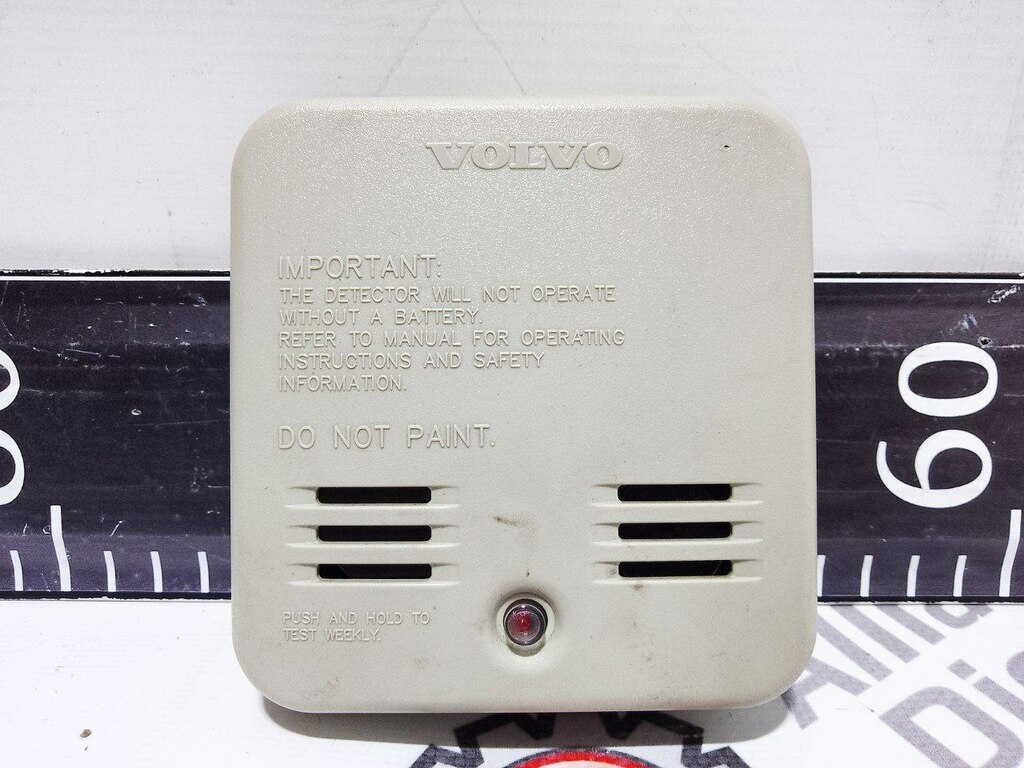 VOLVO
IMPORTANT:
THE DETECTOR WILL NOT OPERATE
WITHOUT A BATTERY.
REFER TO MANUAL FOR OPERATING
INSTRUCTIONS AND SAFETY
INFORMATION.
DO NOT PAINT.
PUSH AND HOLD TO
TEST WEEKLY.
60